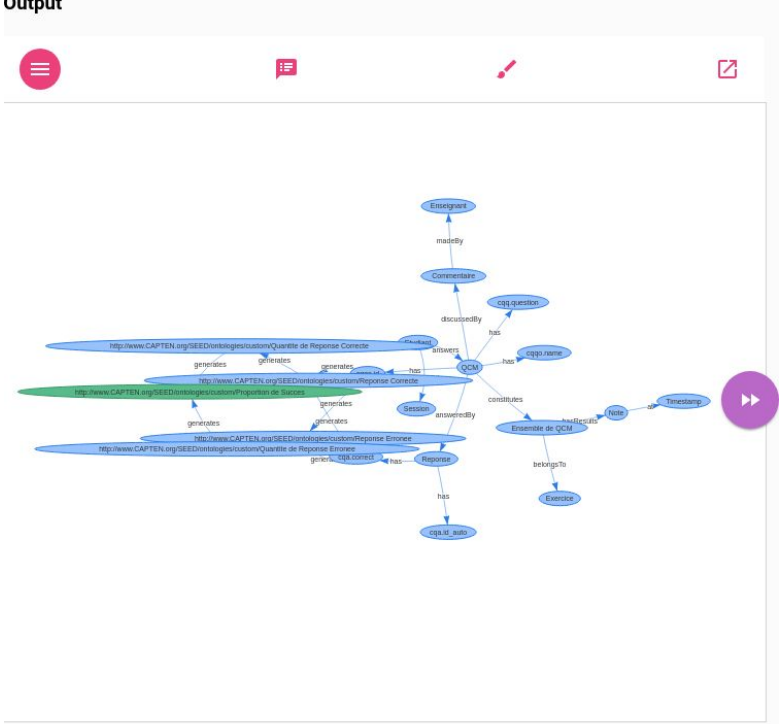 Output
Enseignant
madeBy
Commentaire
discussedBy
cqq.question
has
Etudiant
answers
http://www.CAPTEN.org/SEED/ontologies/custom/Quantite de Reponse Correcte
cqqo.name
has
generates
generates
generates
has
QCM
http://www.CAPTEN.org/SEED/ontologies/custom/Reponse Correcte
http://www.CAPTEN.org/SEED/ontologies/custom/Proportion de Succes
generates
constitutes
Session
Timestamp
at
Note
answeredBy
generates
generates
hasResults
Ensemble de QCM
http://www.CAPTEN.org/SEED/ontologies/custom/Reponse Erronee
http://www.CAPTEN.org/SEED/ontologies/custom/Quantite de Reponse Erronee
cqa.correct
has
Reponse
belongsTo
has
Exercice
cqa.id_auto